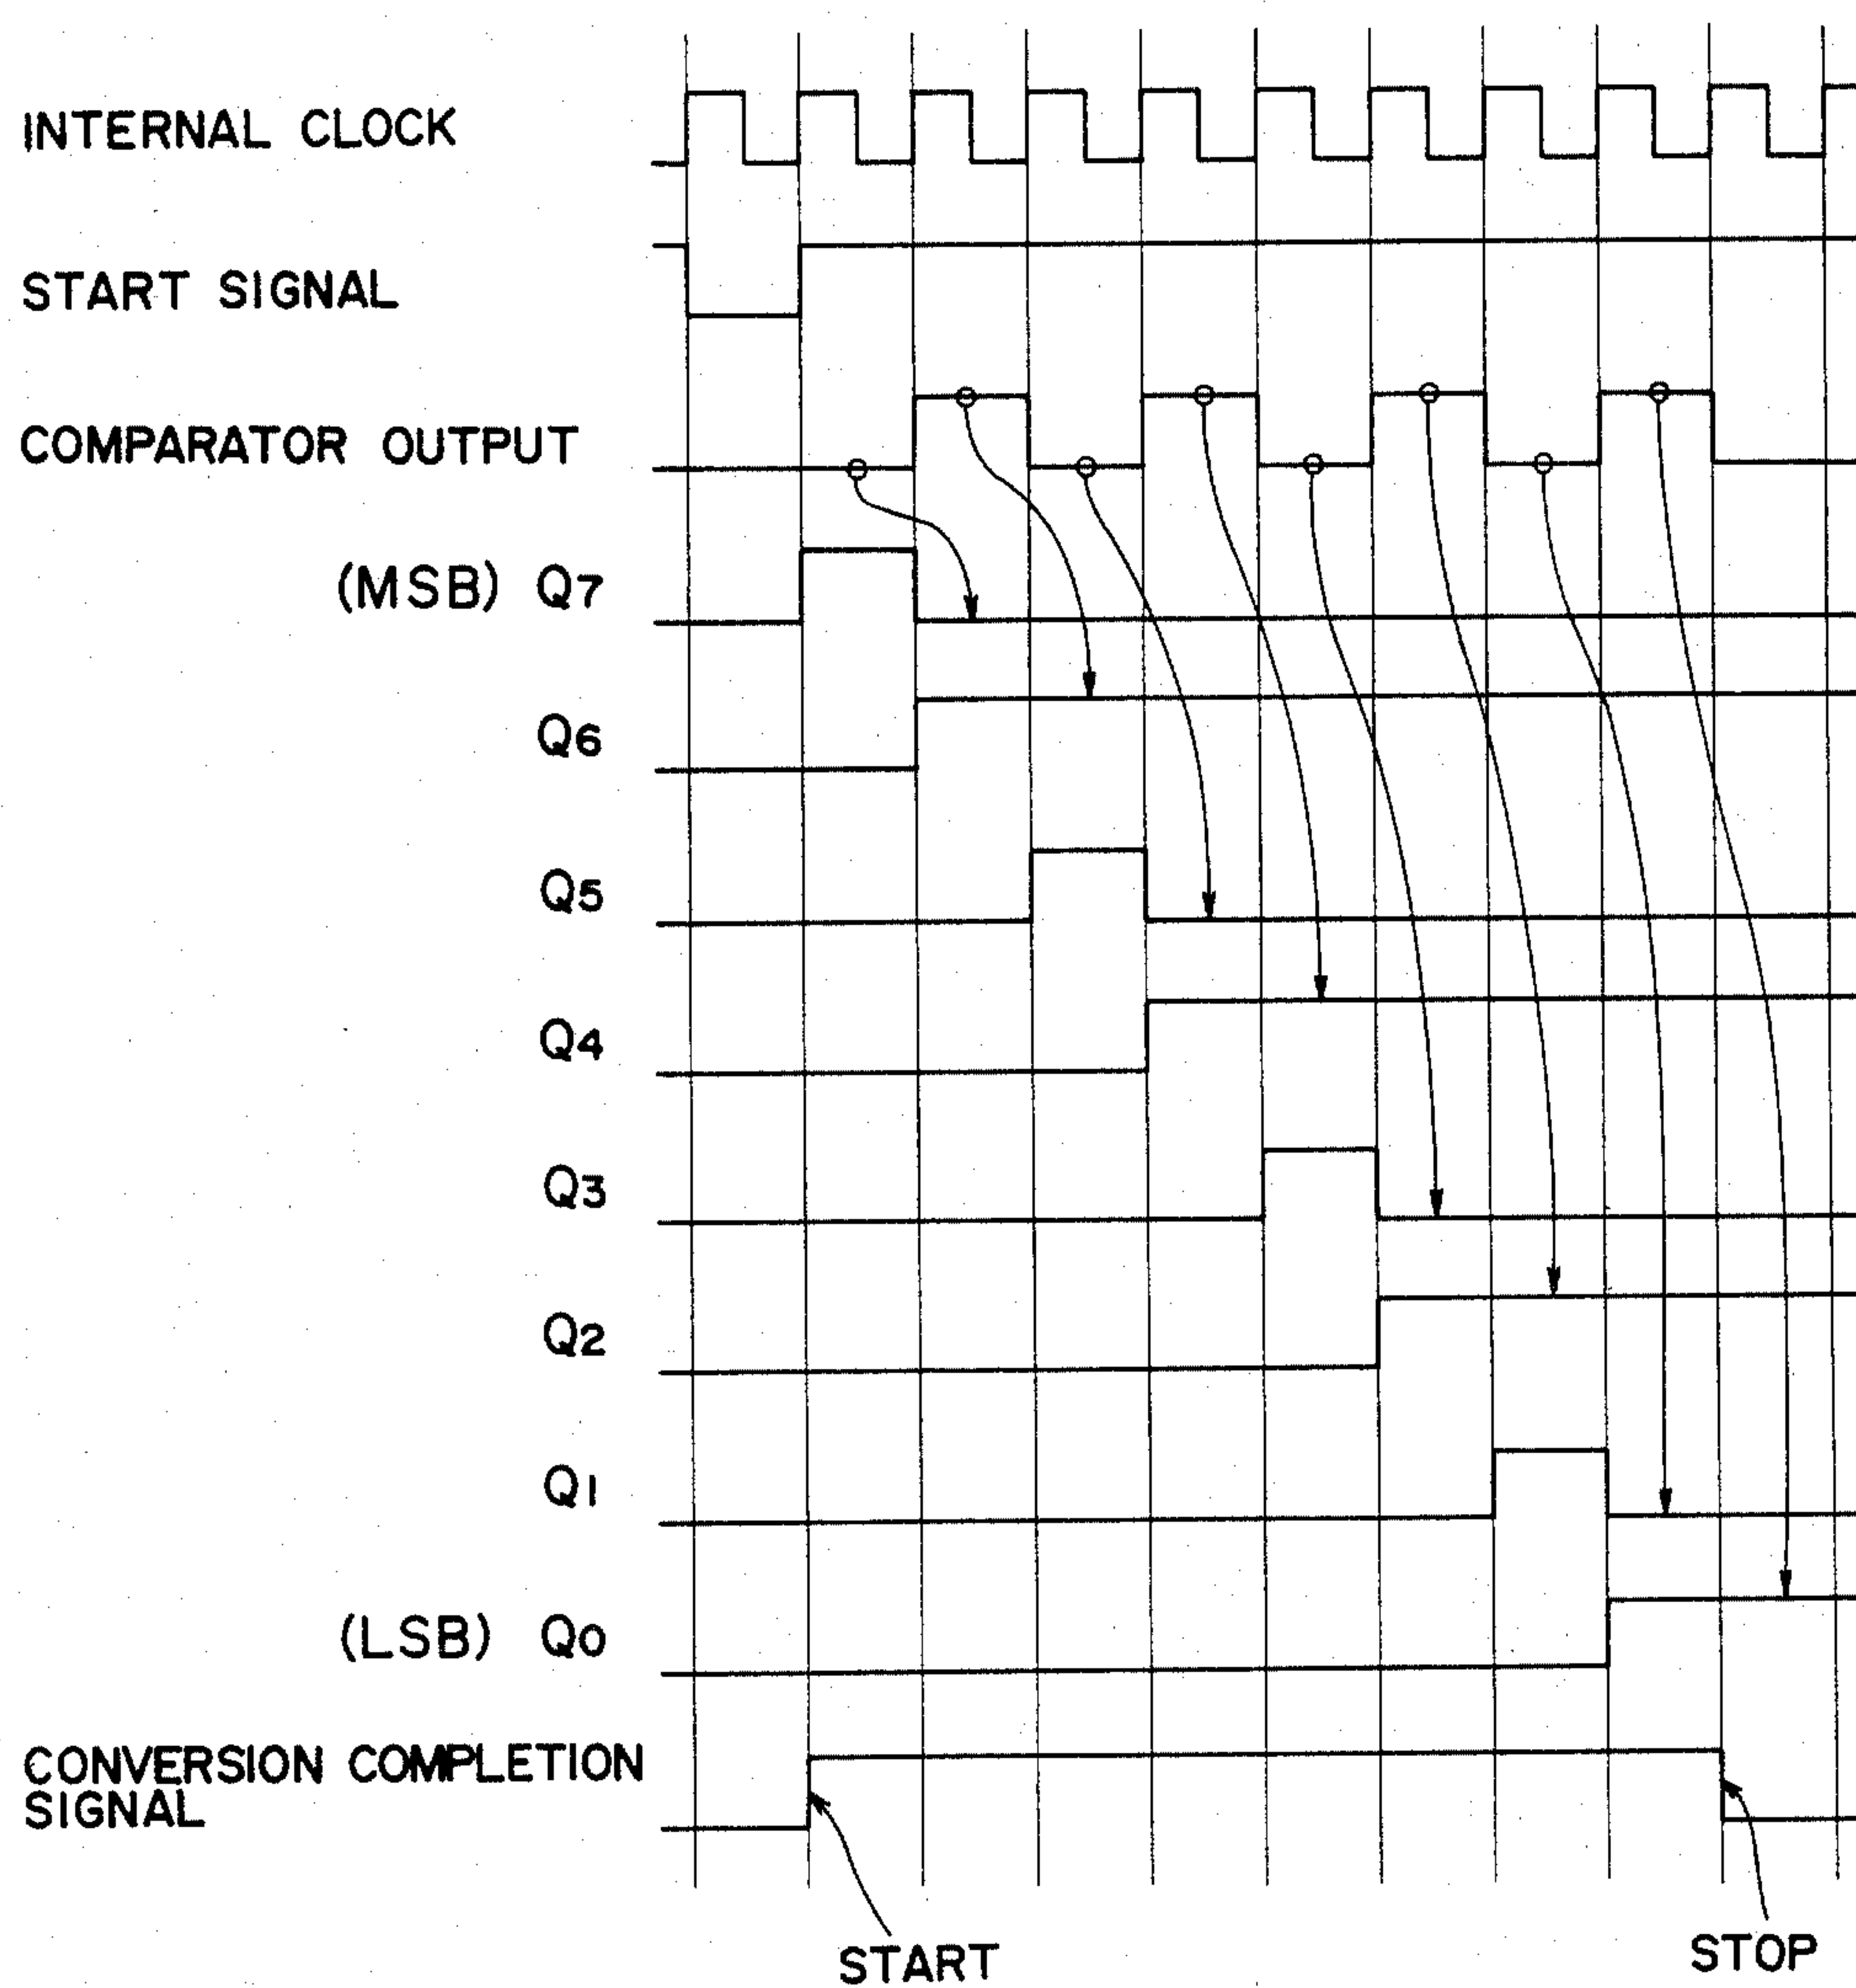 INTERNAL CLOCK
START SIGNAL
COMPARATOR OUTPUT
(MSB) Q7
Q6
Q5
Q4
Q3
Q2
Q1
(LSB) Q0
CONVERSION COMPLETION
SIGNAL
START
STOP